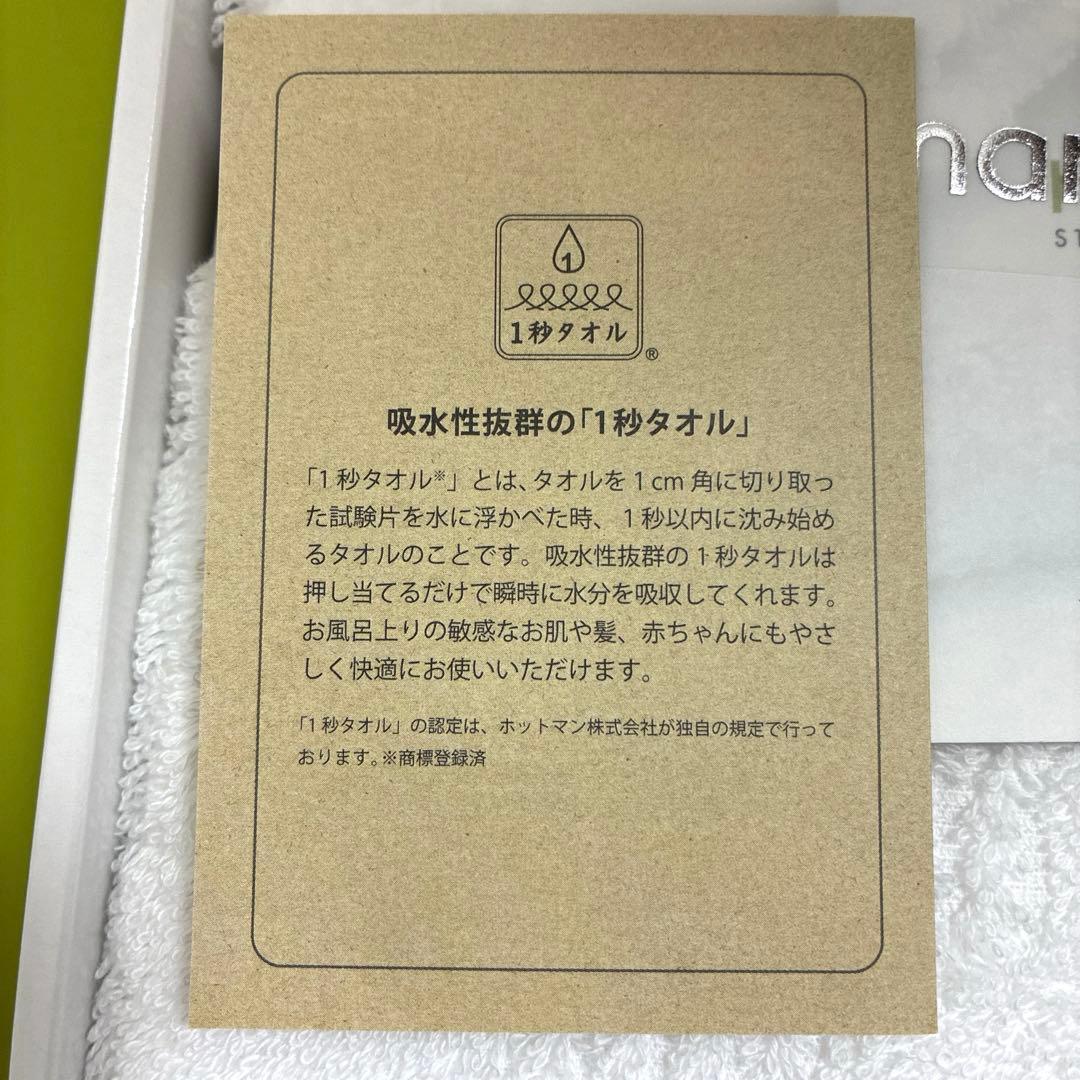 1
1秒タオル
®
吸水性抜群の「1秒タオル」
「1秒タオル※」とは、タオルを1cm角に切り取っ
た試験片を水に浮かべた時、1秒以内に沈み始め
るタオルのことです。吸水性抜群の1秒タオルは
押し当てるだけで瞬時に水分を吸収してくれます。
お風呂上りの敏感なお肌や髪、赤ちゃんにもやさ
しく快適にお使いいただけます。
「1秒タオル」の認定は、ホットマン株式会社が独自の規定で行って
おります。※商標登録済